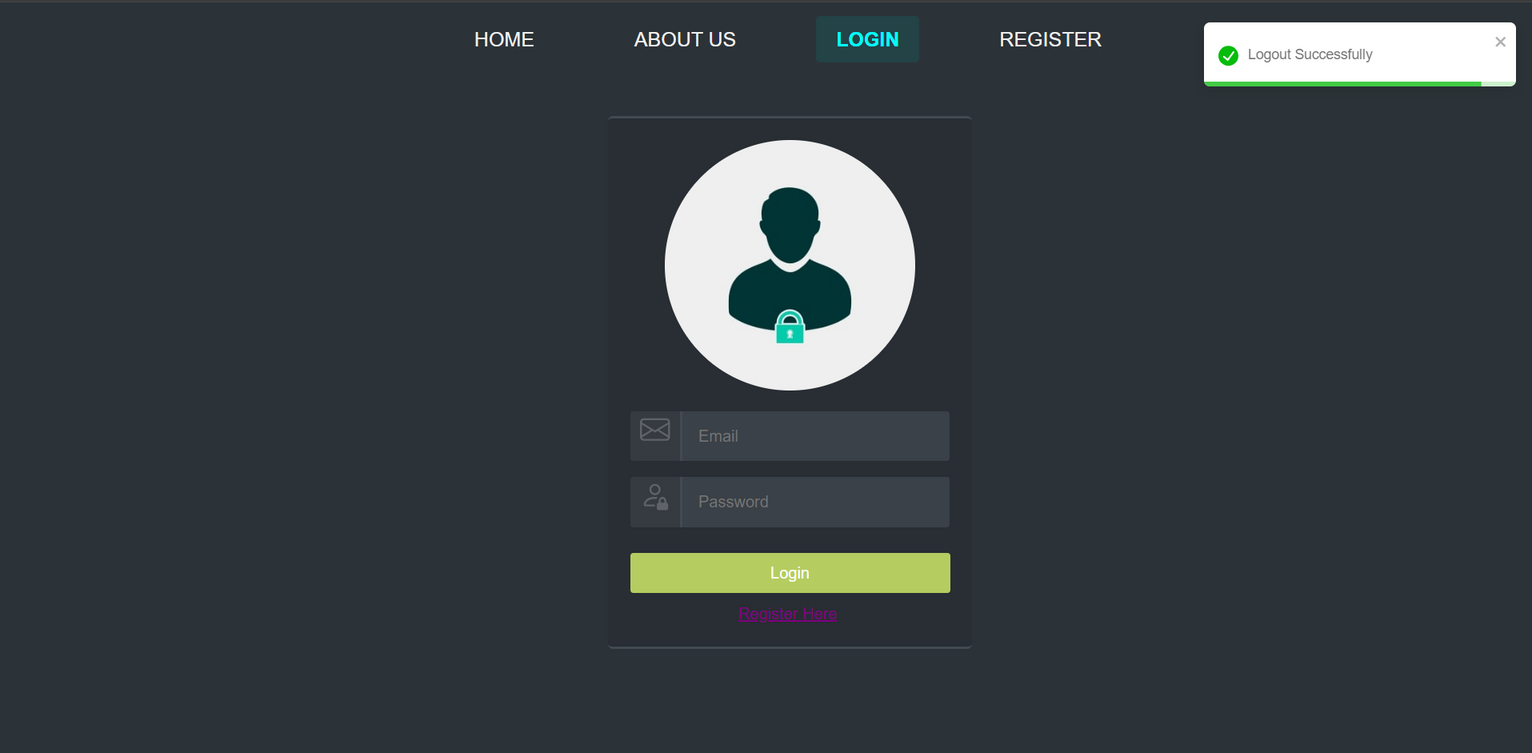 HOME
ABOUT US
LOGIN
REGISTER
Logout Successfully
Email
Password
Login
Register Here